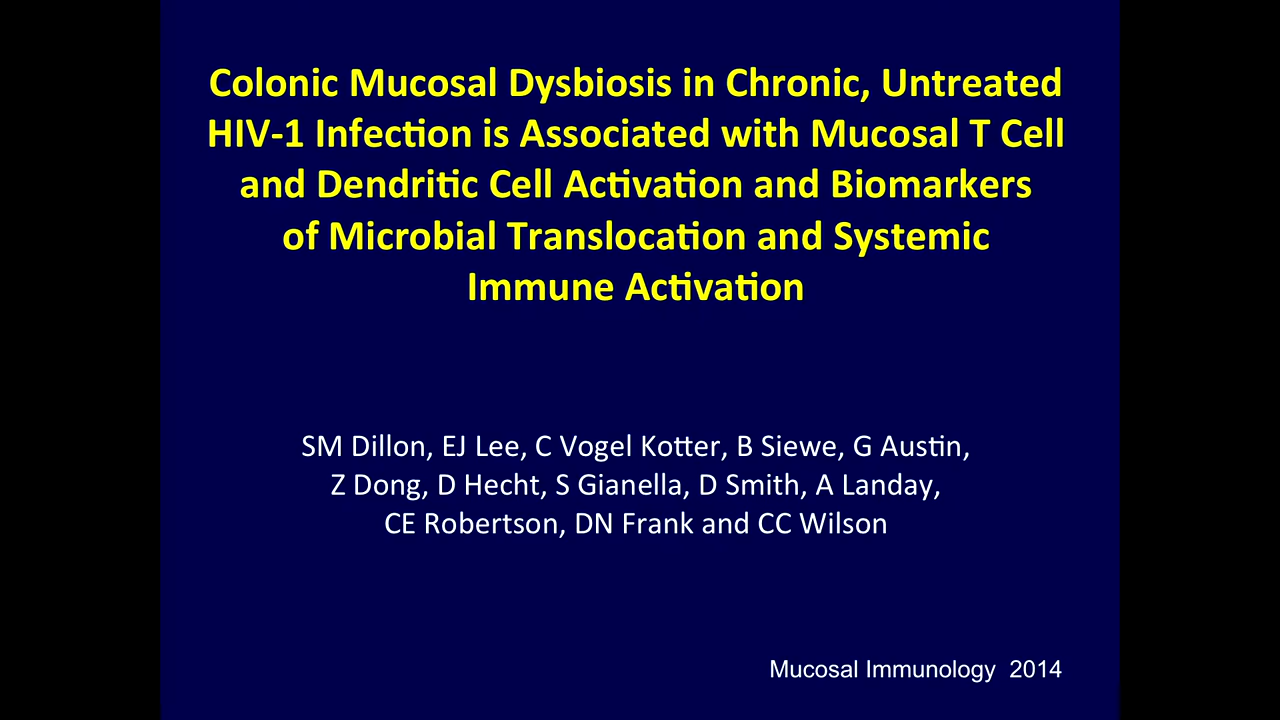 Colonic Mucosal Dysbiosis in Chronic, Untreated
HIV-1 Infection is Associated with Mucosal T Cell
and Dendritic Cell Activation and Biomarkers
of Microbial Translocation and Systemic
Immune Activation
SM Dillon, EJ Lee, C Vogel Kotter, B Siewe, G Austin,
Z Dong, D Hecht, S Gianella, D Smith, A Landay,
CE Robertson, DN Frank and CC Wilson
Mucosal Immunology 2014